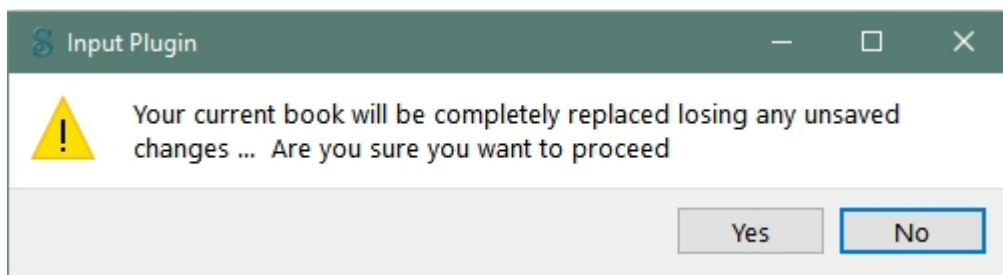 Input Plugin
Your current book will be completely replaced losing any unsaved
changes ...  Are you sure you want to proceed
Yes
No